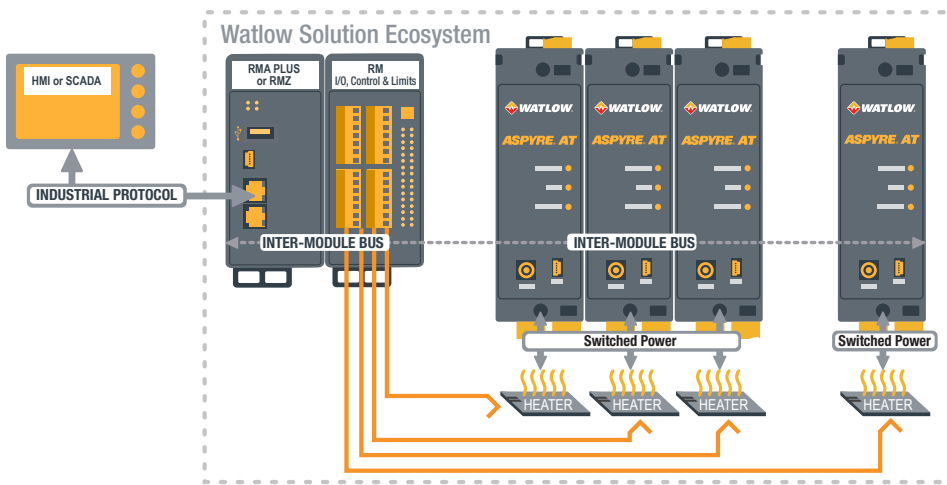 Watlow Solution Ecosystem
HMI or SCADA
RMA PLUS
or RMZ
RM
I/O, Control & Limits
WATLOW.
ASPYRE. AT
WATLOW.
ASPYRE. AT
WATLOW.
ASPYRE. AT
WATLOW.
ASPYRE. AT
INDUSTRIAL PROTOCOL
INTER-MODULE BUS
INTER-MODULE BUS
Switched Power
Switched Power
HEATER
HEATER
HEATER
HEATER